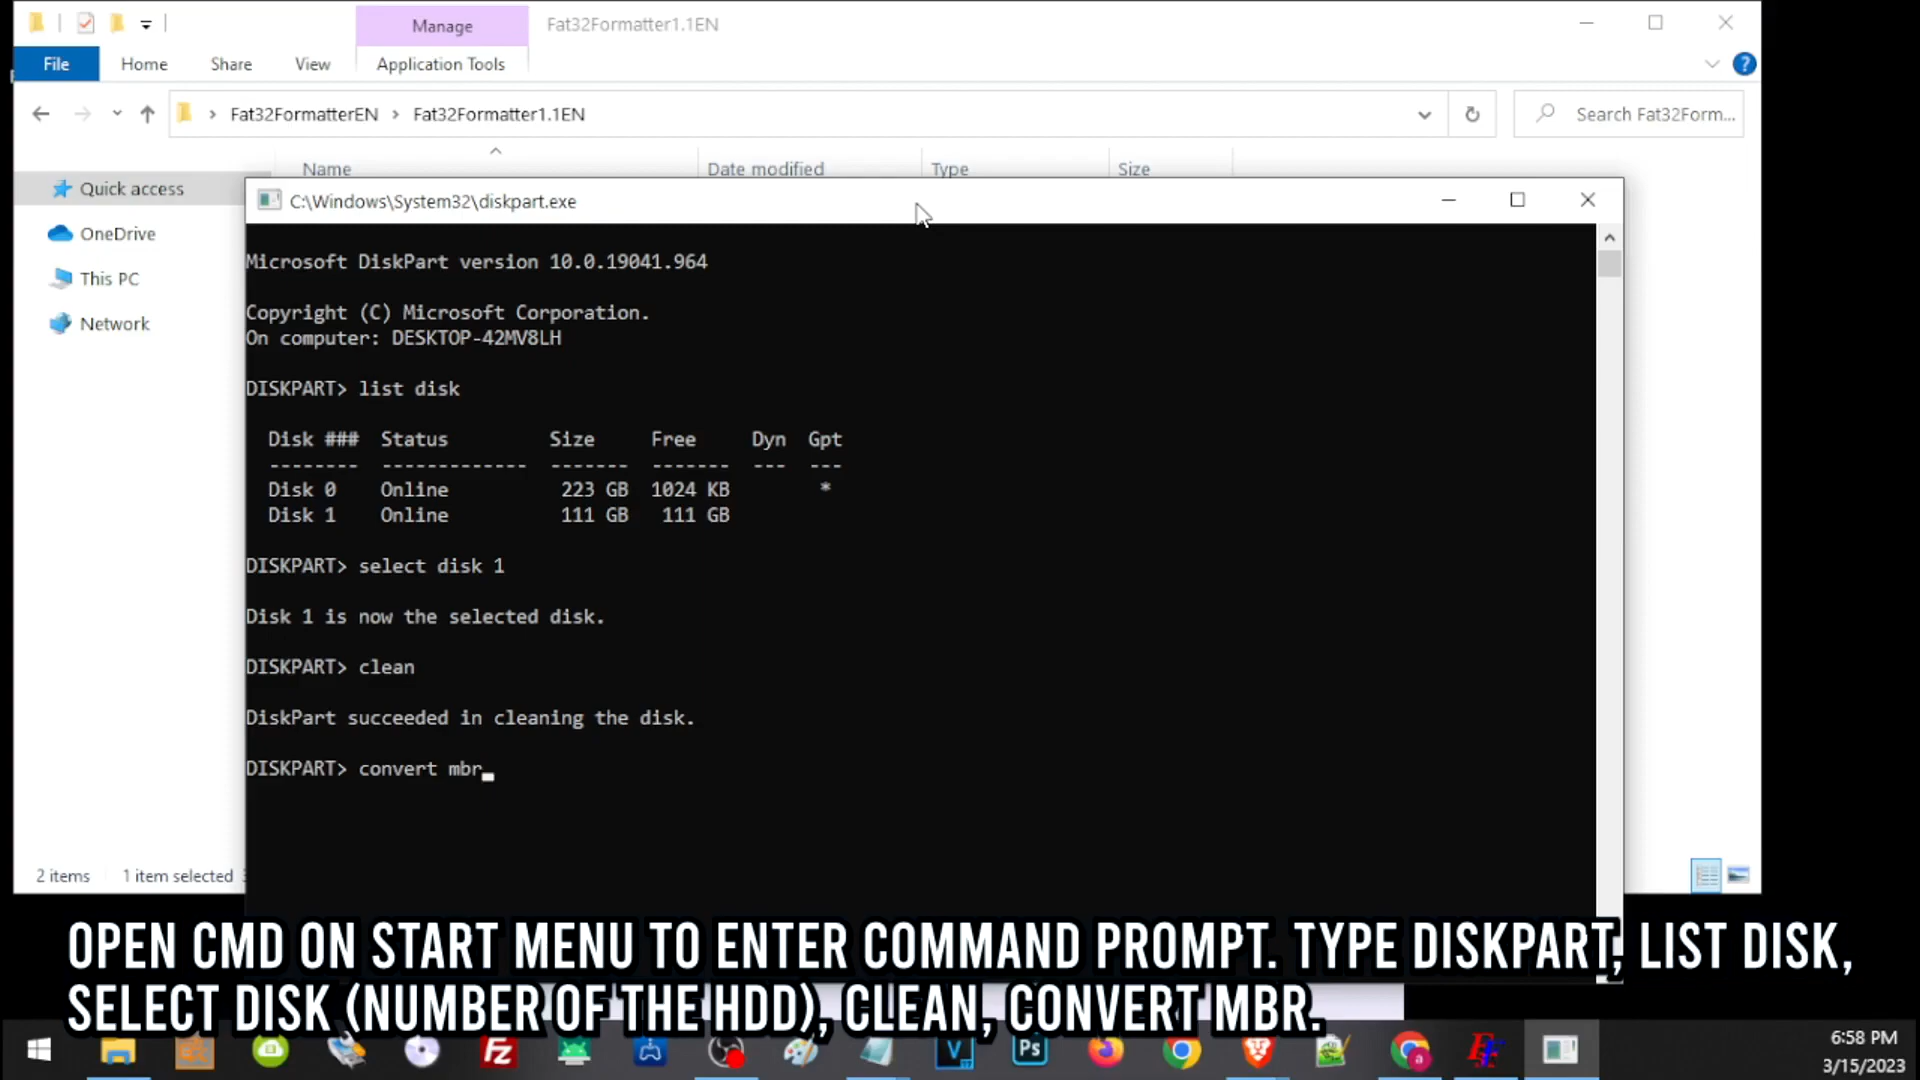 Manage
Fat32Formatter1.1EN
File
Home
Share
View
Application Tools
Fat32FormatterEN > Fat32Formatter1.1EN
Search Fat32Form...
Name
Date modified
Type
Size
Quick access
OneDrive
This PC
Network
C:\Windows\System32\diskpart.exe
Microsoft DiskPart version 10.0.19041.964
Copyright (C) Microsoft Corporation.
On computer: DESKTOP-42MV8LH
DISKPART> list disk
Disk ### Status Size Free Dyn Gpt
-------- ------------- ------- ------- --- ---
Disk 0 Online 223 GB 1024 KB *
Disk 1 Online 111 GB 111 GB
DISKPART> select disk 1
Disk 1 is now the selected disk.
DISKPART> clean
DiskPart succeeded in cleaning the disk.
DISKPART> convert mbr
2 items
1 item selected
OPEN CMD ON START MENU TO ENTER COMMAND PROMPT. TYPE DISKPART, LIST DISK,
SELECT DISK (NUMBER OF THE HDD), CLEAN, CONVERT MBR.
6:58 PM
3/15/2023